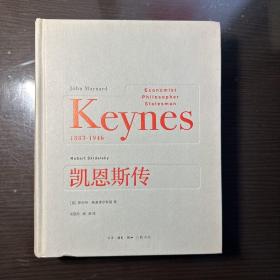 John Maynard
Economist
Philosopher
Statesman
Keynes
1883-1946
Robert Skidelsky
凯恩斯传